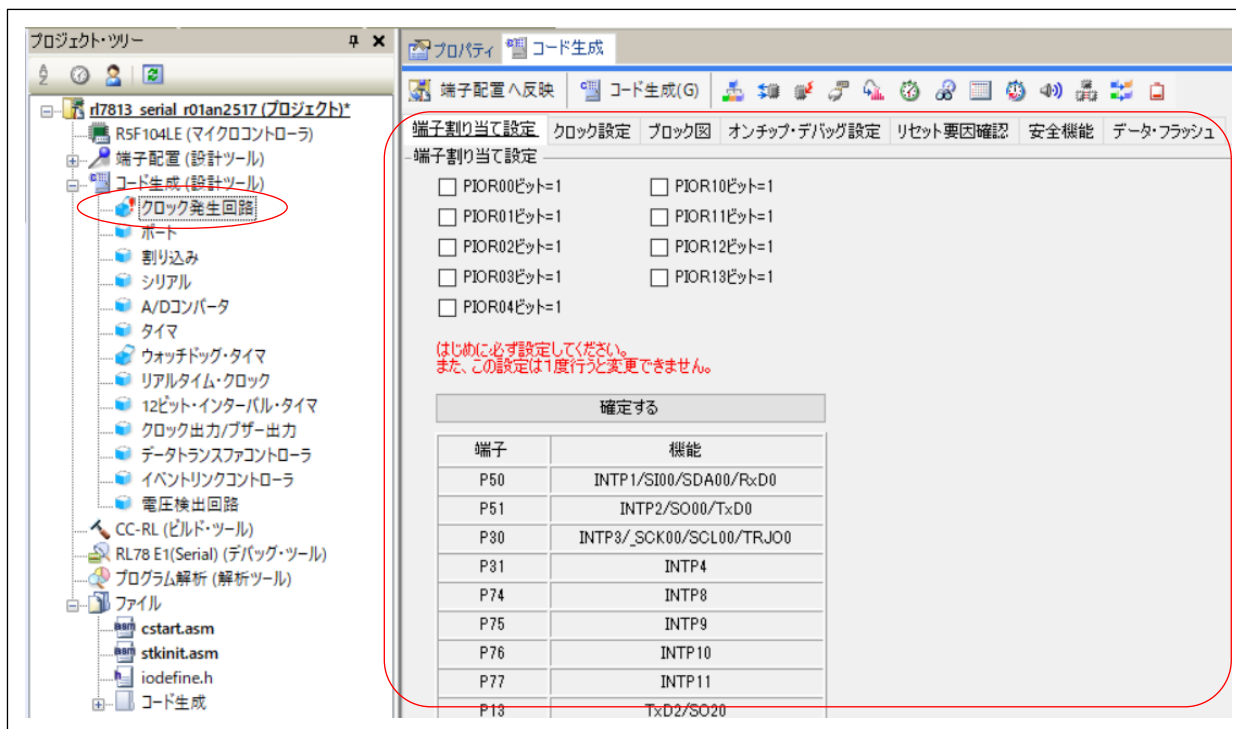 プロジェクト・ツリー
rl7813_serial_r01an2517 (プロジェクト)*
R5F104LE (マイクロコントローラ)
端子配置 (設計ツール)
コード生成 (設計ツール)
クロック発生回路
ポート
割り込み
シリアル
A/Dコンバータ
タイマ
ウォッチドッグ・タイマ
リアルタイム・クロック
12ビット・インターバル・タイマ
クロック出力/ブザー出力
データトランスファコントローラ
イベントリンクコントローラ
電圧検出回路
CC-RL (ビルド・ツール)
RL78 E1(Serial) (デバッグ・ツール)
プログラム解析 (解析ツール)
ファイル
cstart.asm
stkinit.asm
iodefine.h
コード生成
プロパティ コード生成
端子配置へ反映 コード生成(G)
端子割り当て設定 クロック設定 ブロック図 オンチップ・デバッグ設定 リセット要因確認 安全機能 データ・フラッシュ
端子割り当て設定
PIOR00ビット=1 PIOR10ビット=1
PIOR01ビット=1 PIOR11ビット=1
PIOR02ビット=1 PIOR12ビット=1
PIOR03ビット=1 PIOR13ビット=1
PIOR04ビット=1
はじめに必ず設定してください。
また、この設定は1度行うと変更できません。
確定する
端子 機能
P50 INTP1/SI00/SDA00/RxD0
P51 INTP2/SO00/TxD0
P30 INTP3/_SCK00/SCL00/TRJO0
P31 INTP4
P74 INTP8
P75 INTP9
P76 INTP10
P77 INTP11
P13 TxD2/SO20